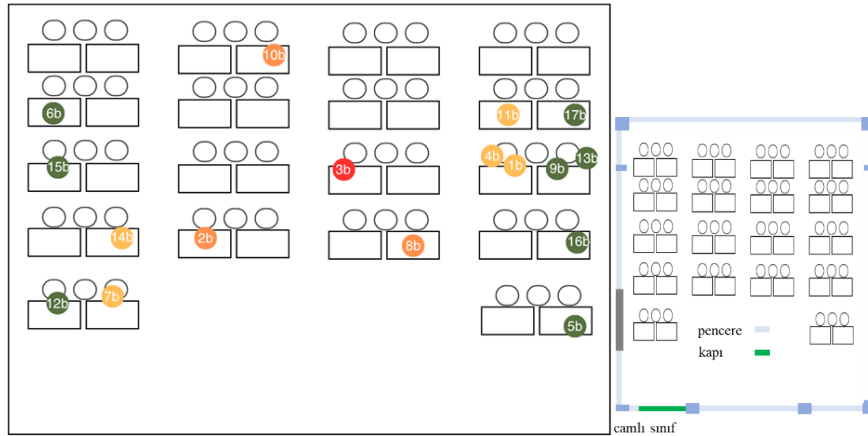 10b
6b
11b
17b
15b
3b
4b
1b
9b
13b
14b
2b
8b
16b
12b
7b
5b
pencere
kapı
camlı sınıf